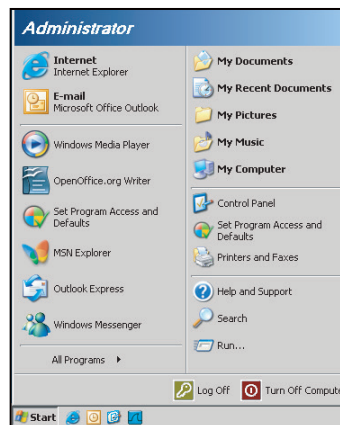 Administrator
Internet
Internet Explorer
E-mail
Microsoft Office Outlook
Windows Media Player
OpenOffice.org Writer
Set Program Access and
Defaults
MSN Explorer
Outlook Express
Windows Messenger
All Programs
My Documents
My Recent Documents
My Pictures
My Music
My Computer
Control Panel
Set Program Access and
Defaults
Printers and Faxes
Help and Support
Search
Run...
Log Off
Turn Off Compute
Start